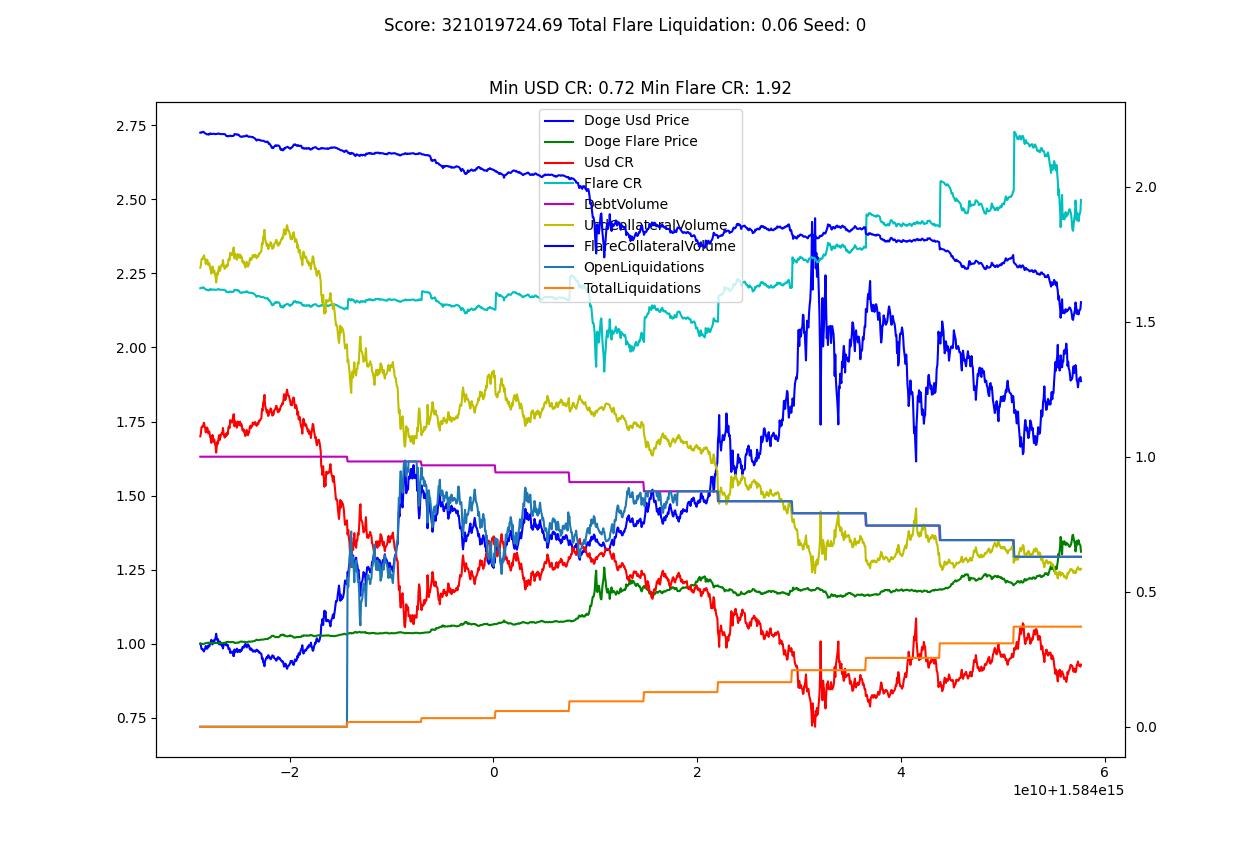 Score: 321019724.69 Total Flare Liquidation: 0.06 Seed: 0
Min USD CR: 0.72 Min Flare CR: 1.92
2.75
2.50
2.25
2.00
1.75
1.50
1.25
1.00
0.75
Doge Usd Price
Doge Flare Price
Usd CR
Flare CR
DebtVolume
UsdCollateralVolume
FlareCollateralVolume
OpenLiquidations
TotalLiquidations
2.0
1.5
1.0
0.5
0.0
−2 0 2 4 6
1e10+1.584e15